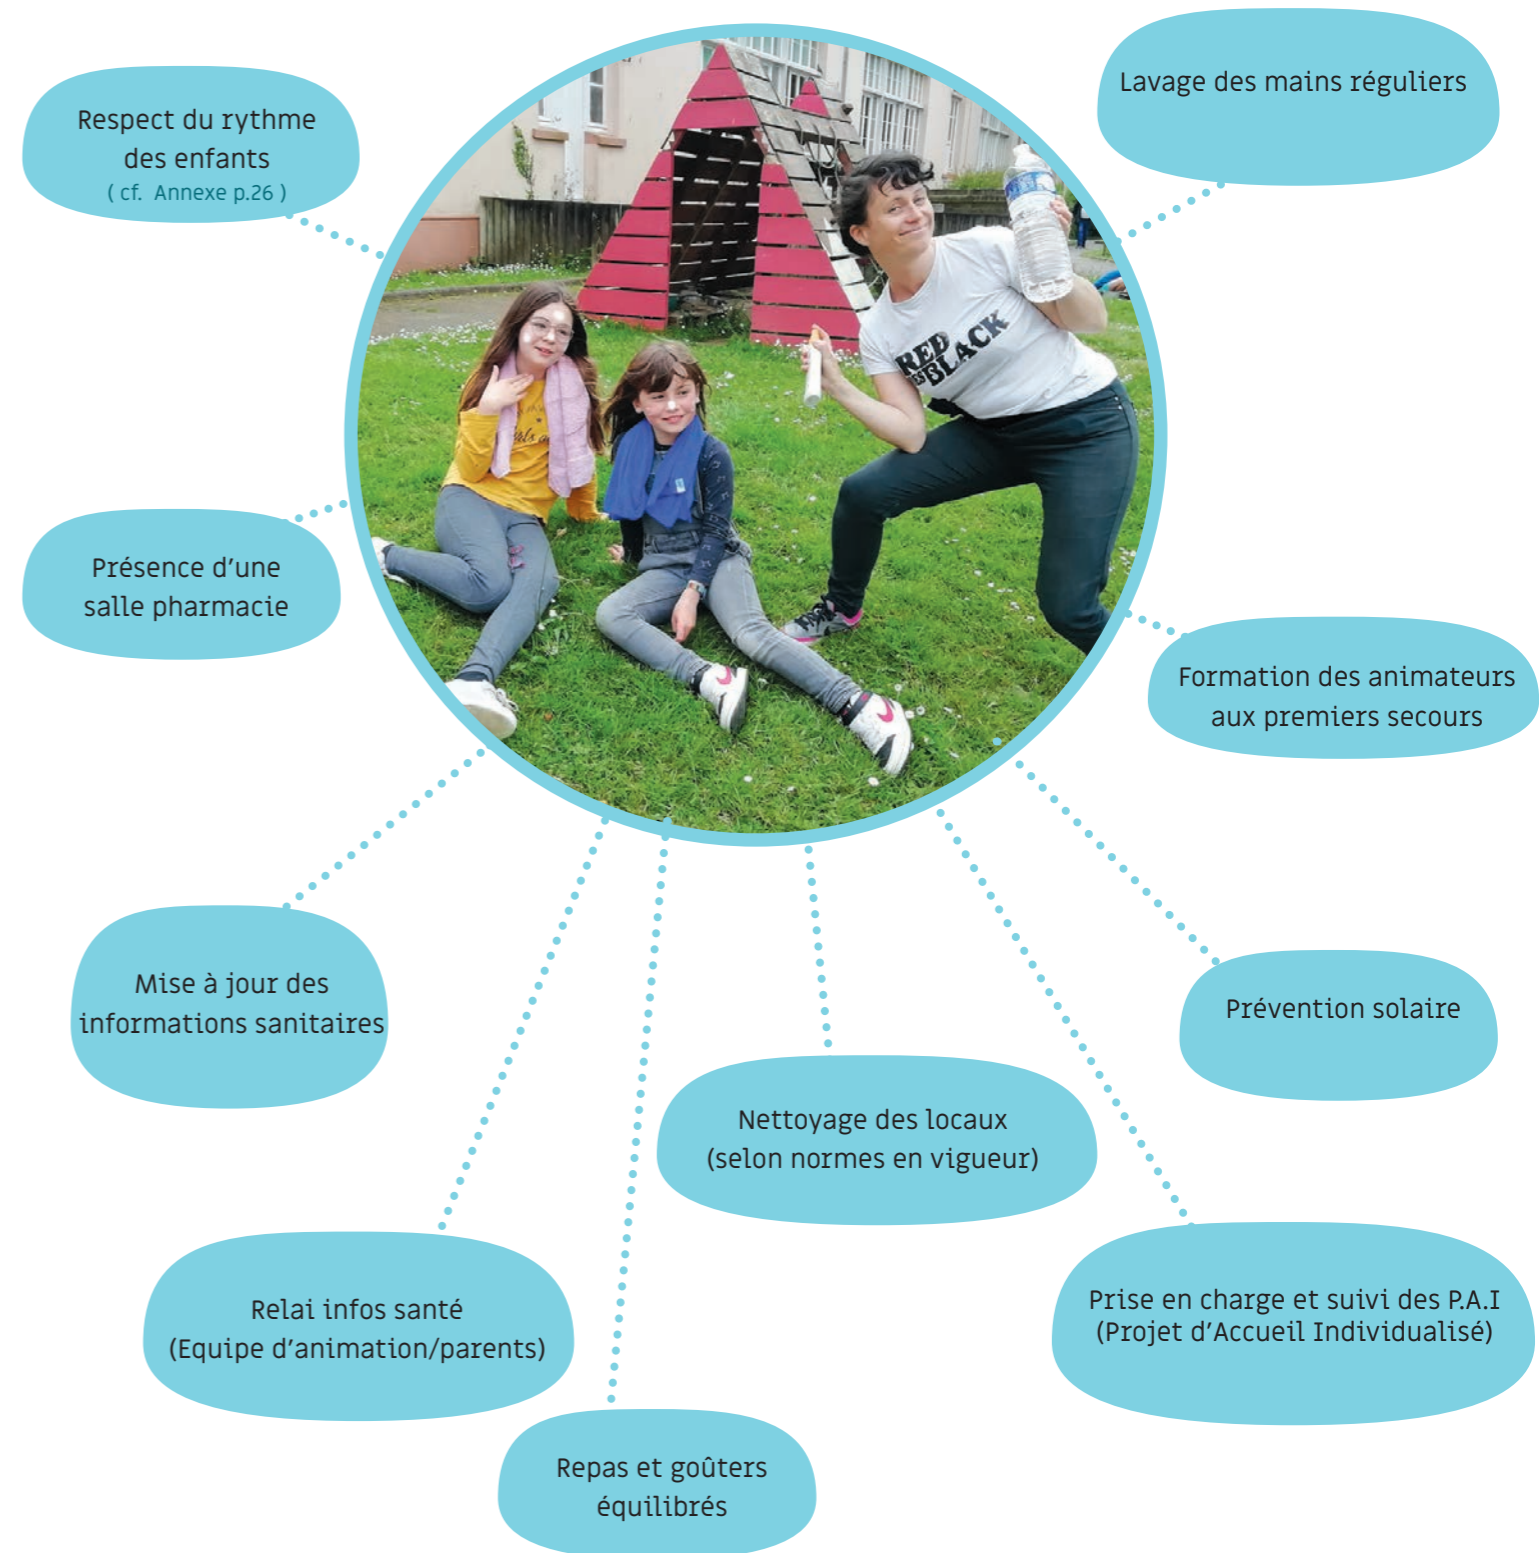 Lavage des mains réguliers
Respect du rythme
des enfants
( cf. Annexe p.26 )
RED
BLACK
Présence d'une
salle pharmacie
Formation des animateurs
aux premiers secours
Mise à jour des
informations sanitaires
Prévention solaire
Nettoyage des locaux
(selon normes en vigueur)
Relai infos santé
(Equipe d'animation/parents)
Prise en charge et suivi des P.A.I
(Projet d'Accueil Individualisé)
Repas et goûters
équilibrés